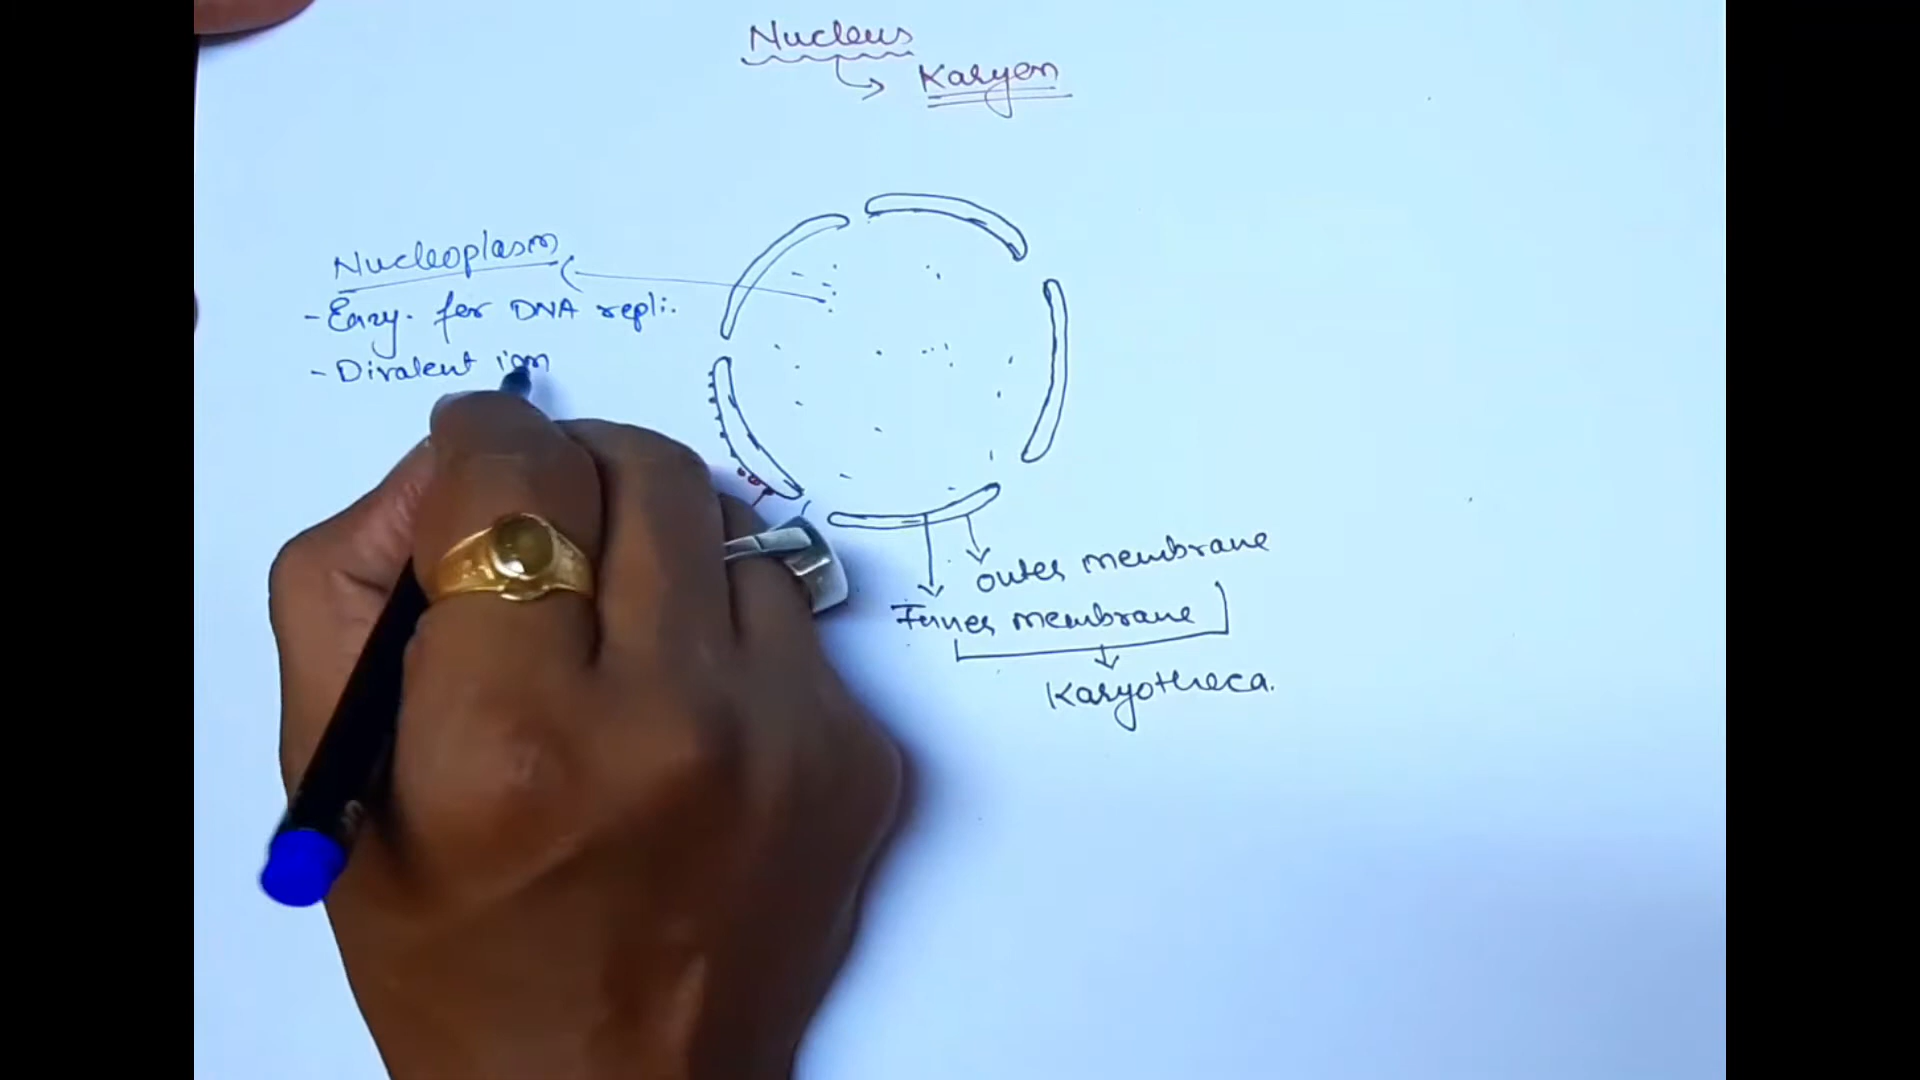 Nucleus
Karyon
Nucleoplasm
- Enzy. for DNA repli.
- Divalent ion
outer membrane
Inner membrane
Karyotheca.